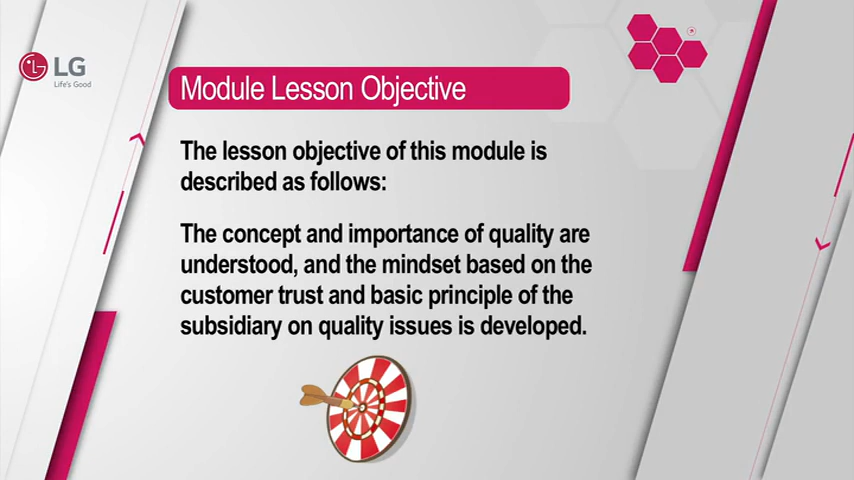 LG
Life's Good
Module Lesson Objective
The lesson objective of this module is
described as follows:
The concept and importance of quality are
understood, and the mindset based on the
customer trust and basic principle of the
subsidiary on quality issues is developed.